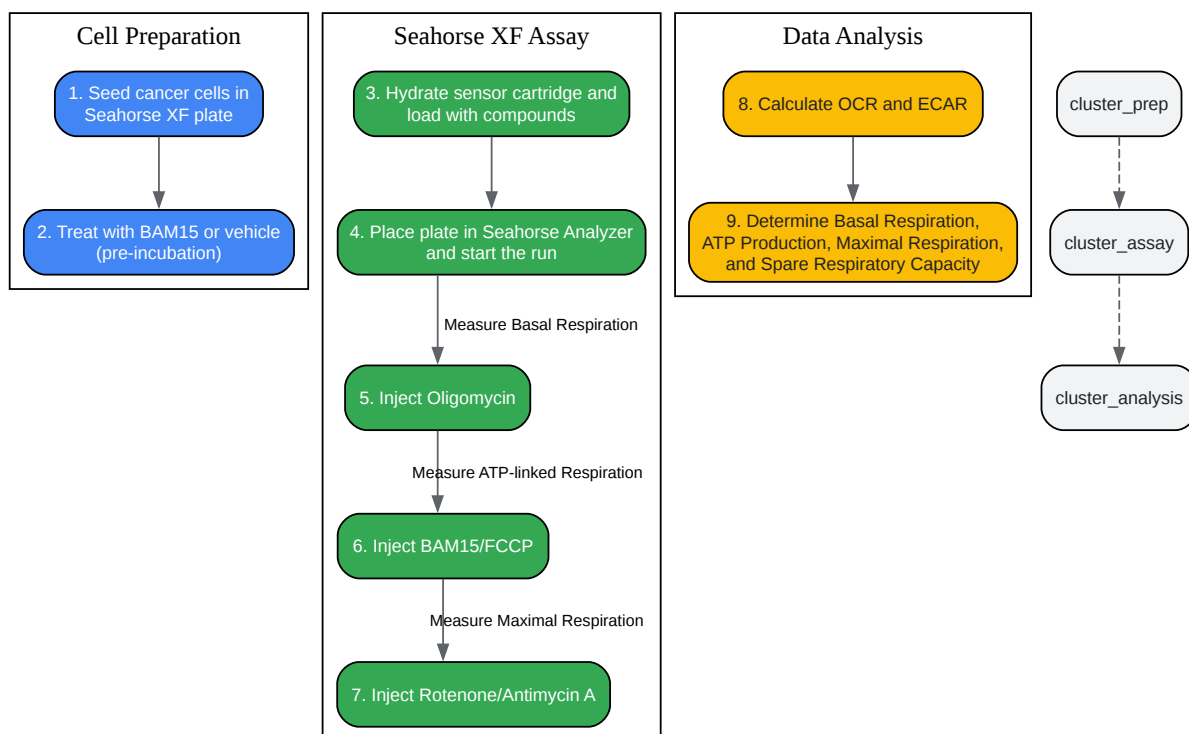 Cell Preparation
1. Seed cancer cells in
Seahorse XF plate
2. Treat with BAM15 or vehicle
(pre-incubation)
Seahorse XF Assay
3. Hydrate sensor cartridge and
load with compounds
4. Place plate in Seahorse Analyzer
and start the run
Measure Basal Respiration
5. Inject Oligomycin
Measure ATP-linked Respiration
6. Inject BAM15/FCCP
Measure Maximal Respiration
7. Inject Rotenone/Antimycin A
Data Analysis
8. Calculate OCR and ECAR
9. Determine Basal Respiration,
ATP Production, Maximal Respiration,
and Spare Respiratory Capacity
cluster_prep
cluster_assay
cluster_analysis